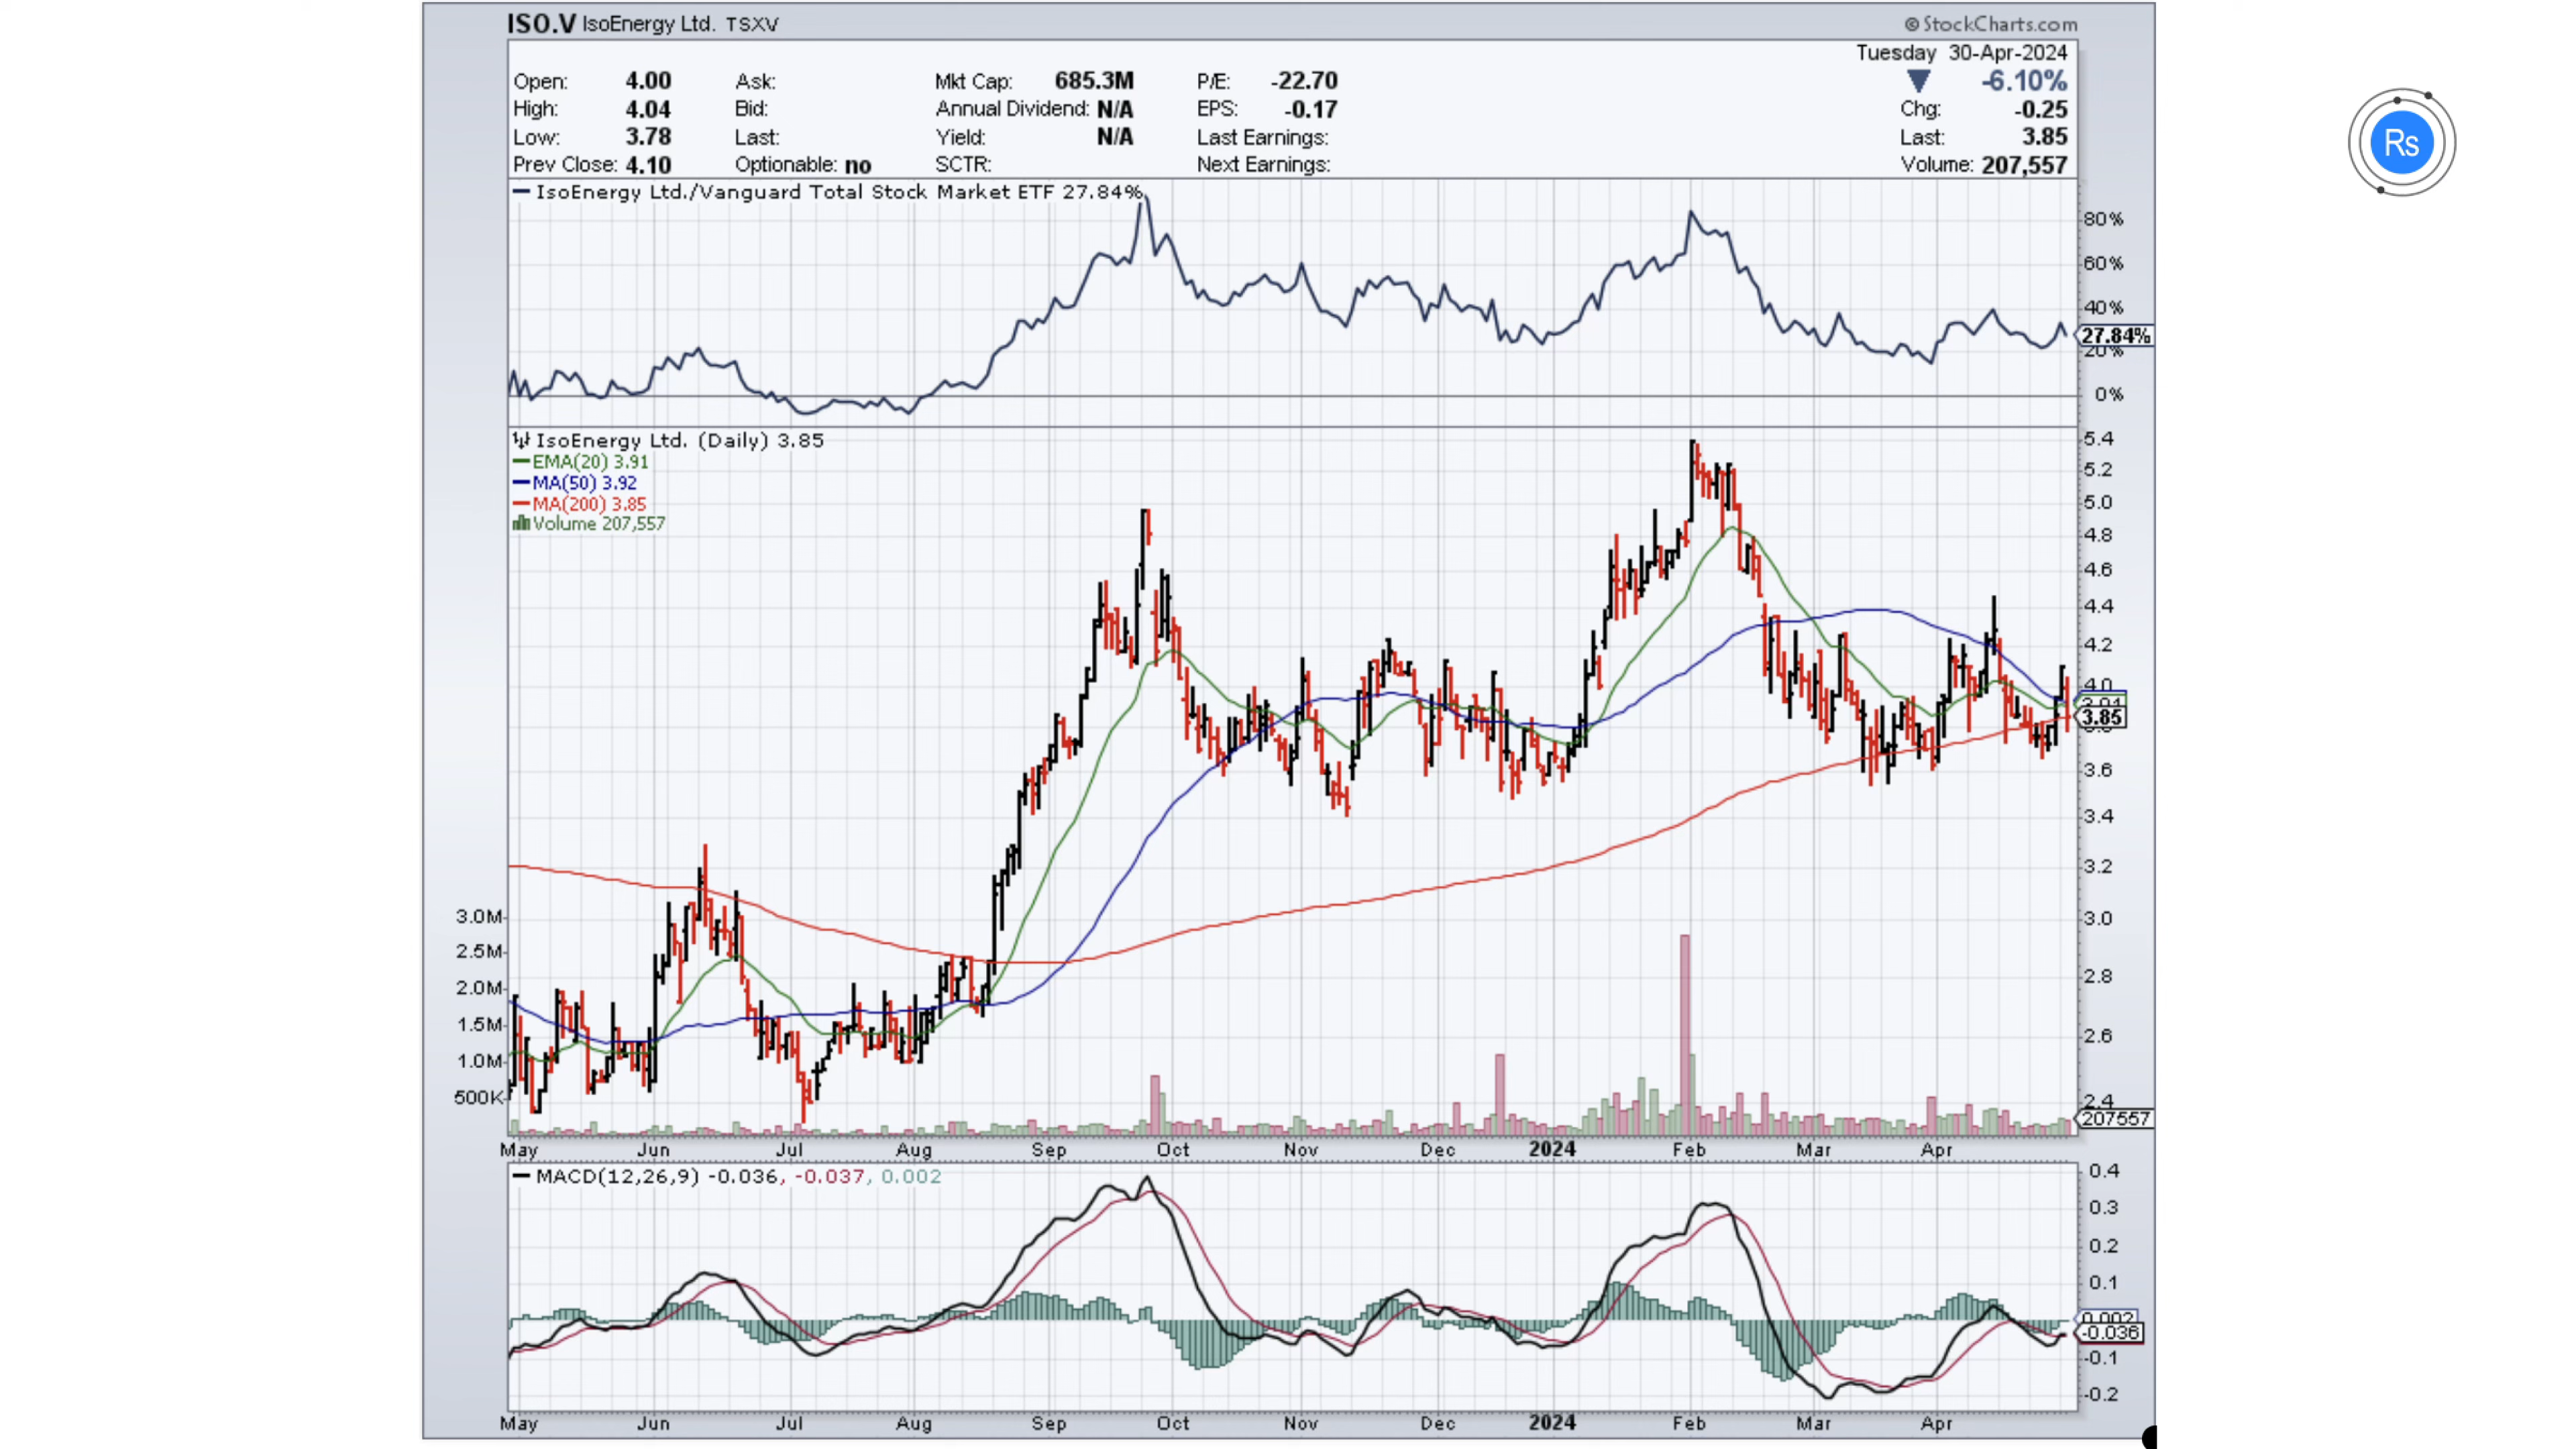 ISO.V IsoEnergy Ltd. TSXV
© StockCharts.com
Tuesday 30-Apr-2024
Open: 4.00 Ask: Mkt Cap: 685.3M P/E: -22.70 -6.10%
High: 4.04 Bid: Annual Dividend: N/A EPS: -0.17 Chg: -0.25
Low: 3.78 Last: Yield: N/A Last Earnings: Last: 3.85
Prev Close: 4.10 Optionable: no SCTR: Next Earnings: Volume: 207,557
Rs
IsoEnergy Ltd./Vanguard Total Stock Market ETF 27.84%
80%
60%
40%
27.84%
20%
0%
IsoEnergy Ltd. (Daily) 3.85
EMA(20) 3.91
MA(50) 3.92
MA(200) 3.85
Volume 207,557
5.4
5.2
5.0
4.8
4.6
4.4
4.2
4.0
3.85
3.6
3.4
3.2
3.0M 3.0
2.5M
2.8
2.0M
1.5M
2.6
1.0M
500K
2.4
207557
May Jun Jul Aug Sep Oct Nov Dec 2024 Feb Mar Apr
MACD(12,26,9) -0.036, -0.037, 0.002
0.4
0.3
0.2
0.1
0.002
-0.036
-0.1
-0.2
May Jun Jul Aug Sep Oct Nov Dec 2024 Feb Mar Apr